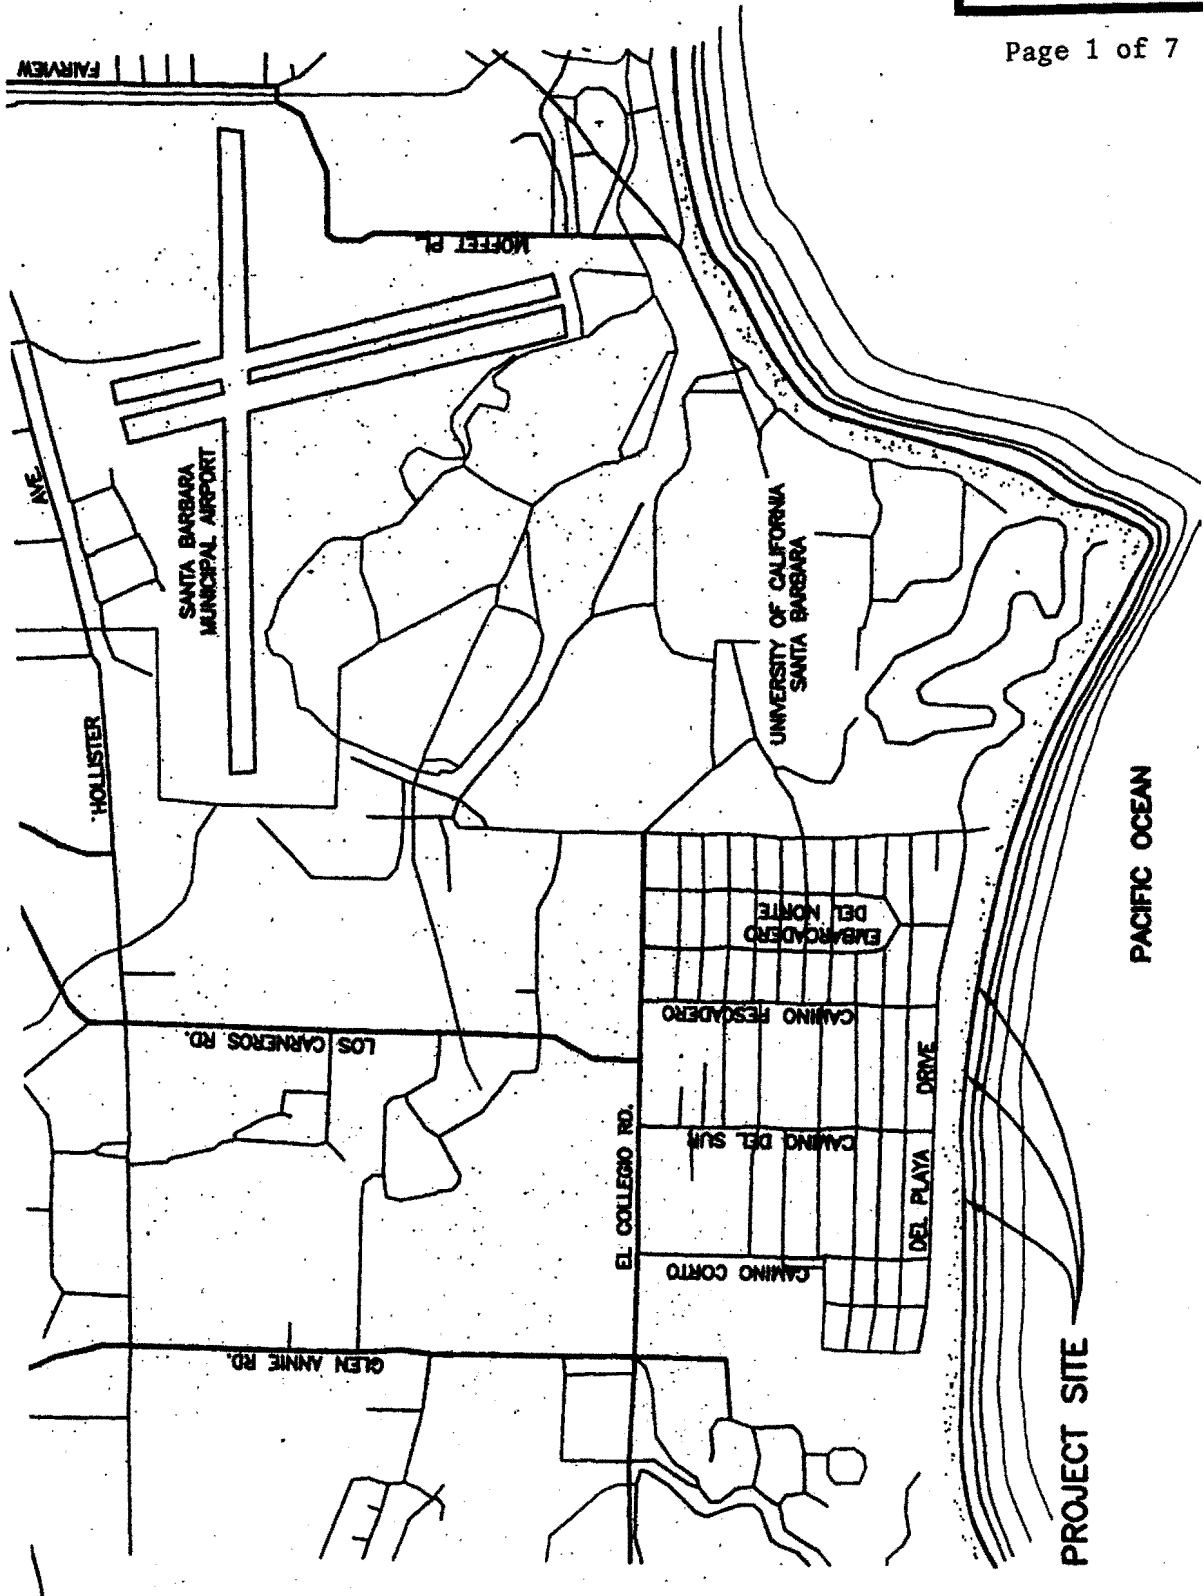 Page 1 of 7
FAIRVIEW
MOFFET PL.
AVE.
SANTA BARBARA
MUNICIPAL AIRPORT
HOLLISTER
UNIVERSITY OF CALIFORNIA
SANTA BARBARA
EMBARCADERO
DEL NORTE
CAMINO PESCADERO
LOS CARNEROS RD.
CAMINO DEL SUR
EL COLLEGIO RD.
DEL PLAYA DRIVE
CAMINO CORTO
GLEN ANNIE RD.
PACIFIC OCEAN
PROJECT SITE